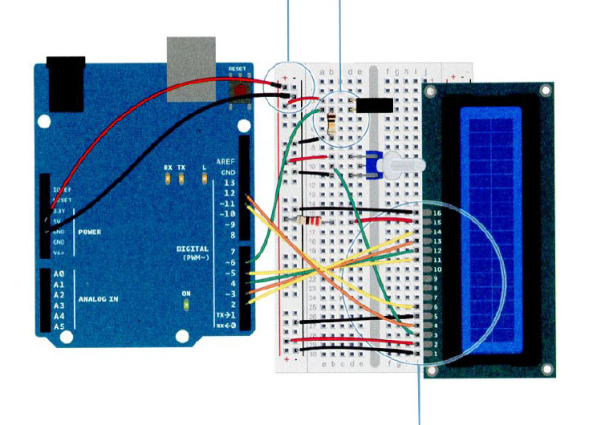 RESET
RX TX L
AREF
GND
13
12
~11
~10
~9
8
7
~6
~5
4
~3
2
TX→1
RX←0
DIGITAL
(PWM~)
ON
IOREF
RESET
3.3V
5V
GND
GND
Vin
POWER
A0
A1
A2
A3
A4
A5
ANALOG IN
+ -
a b c d e
f g h i j
+ -
16
15
14
13
12
11
10
9
8
7
6
5
4
3
2
1